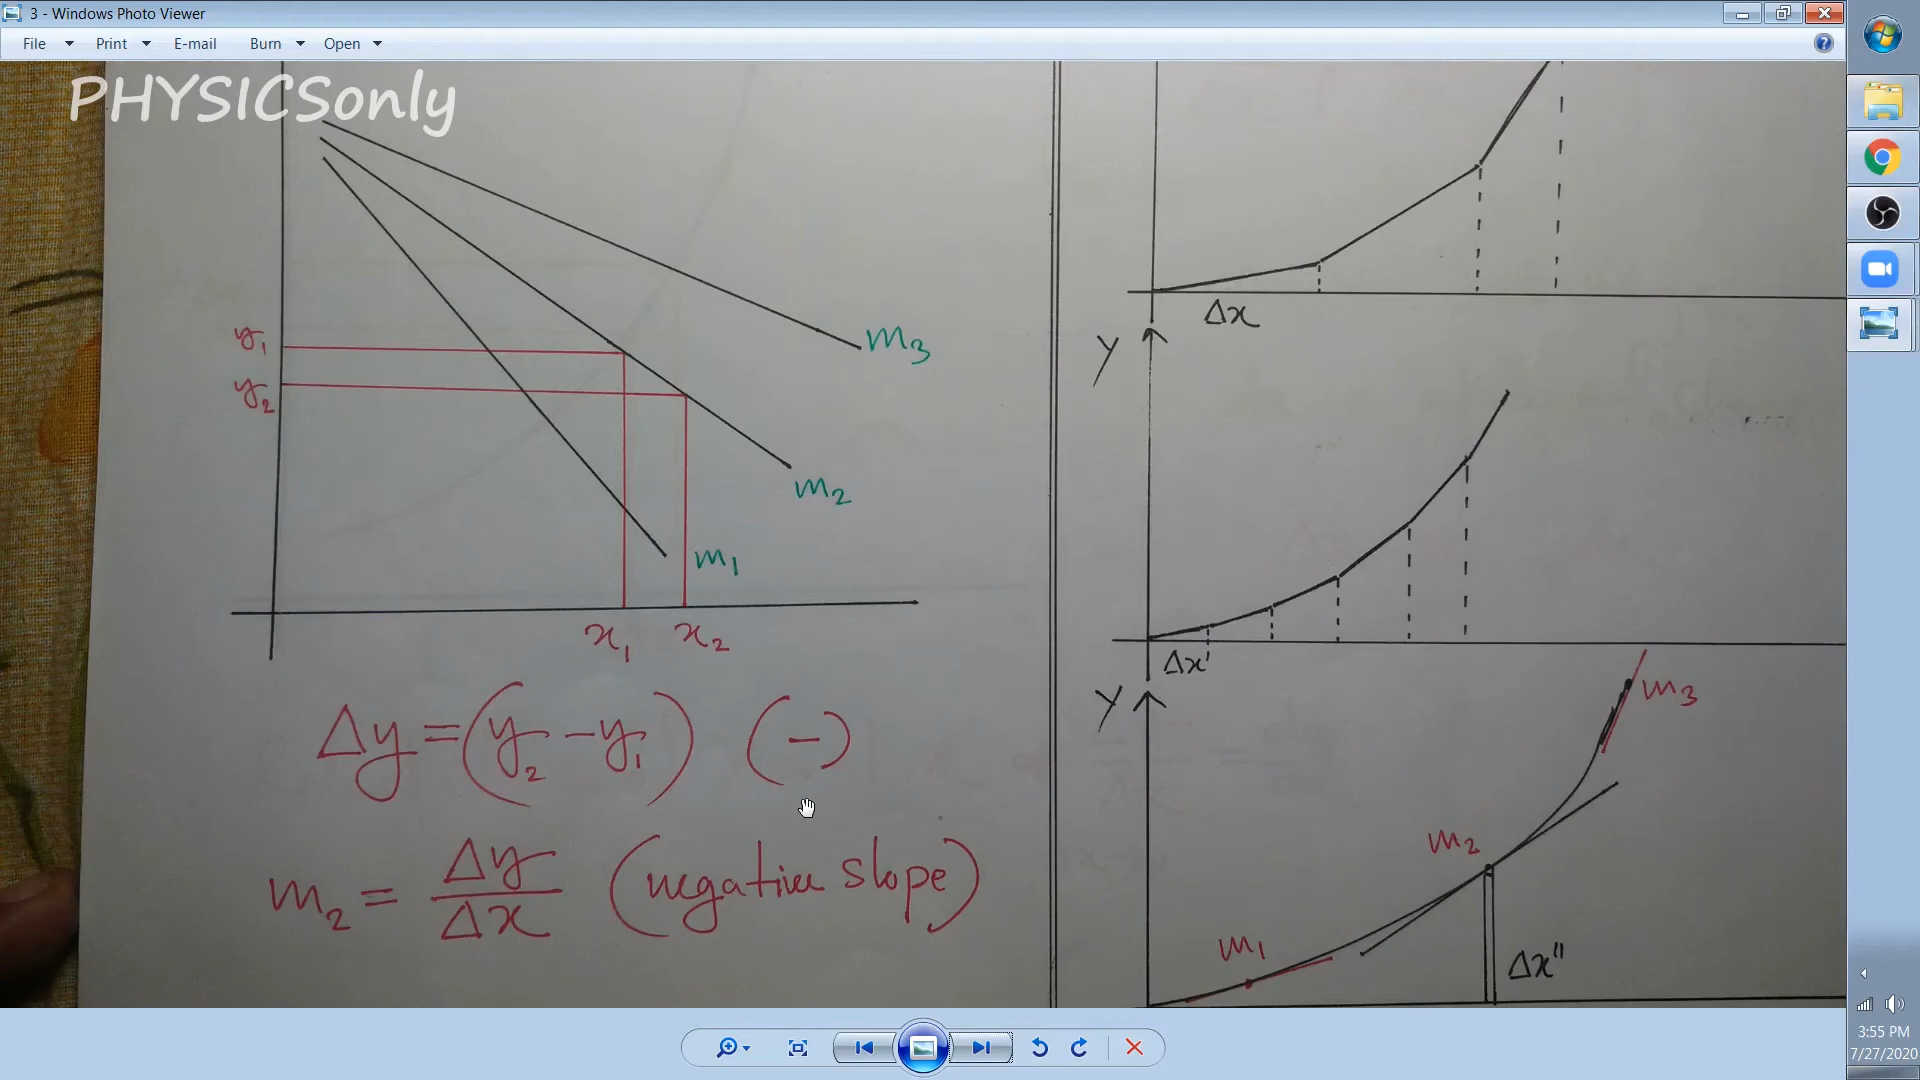 3 - Windows Photo Viewer
File Print E-mail Burn Open
PHYSICSonly
m3
y1
y2
m2
m1
x1 x2
Δy = (y2 - y1) (-)
m2 = Δy/Δx (negative slope)
Δx
y
Δx'
y
m3
m2
m1
Δx"
3:55 PM
7/27/2020